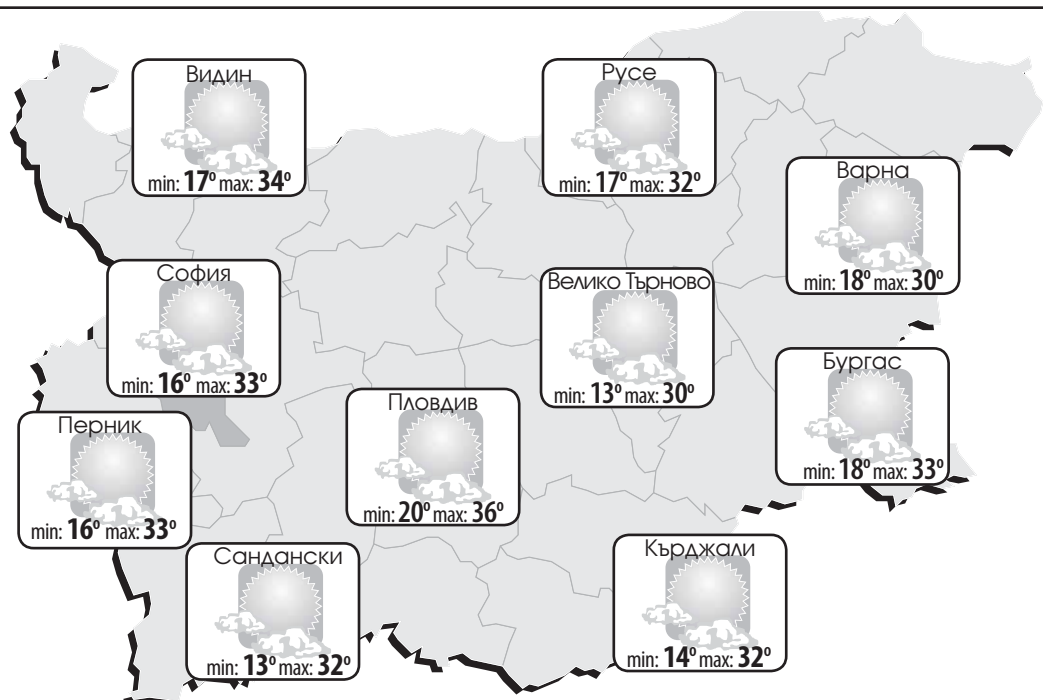 Видин
min: 17° max: 34°
Русе
min: 17° max: 32°
Варна
min: 18° max: 30°
София
min: 16° max: 33°
Велико Търново
min: 13° max: 30°
Бургас
min: 18° max: 33°
Пловдив
min: 20° max: 36°
Перник
min: 16° max: 33°
Сандански
min: 13° max: 32°
Кърджали
min: 14° max: 32°